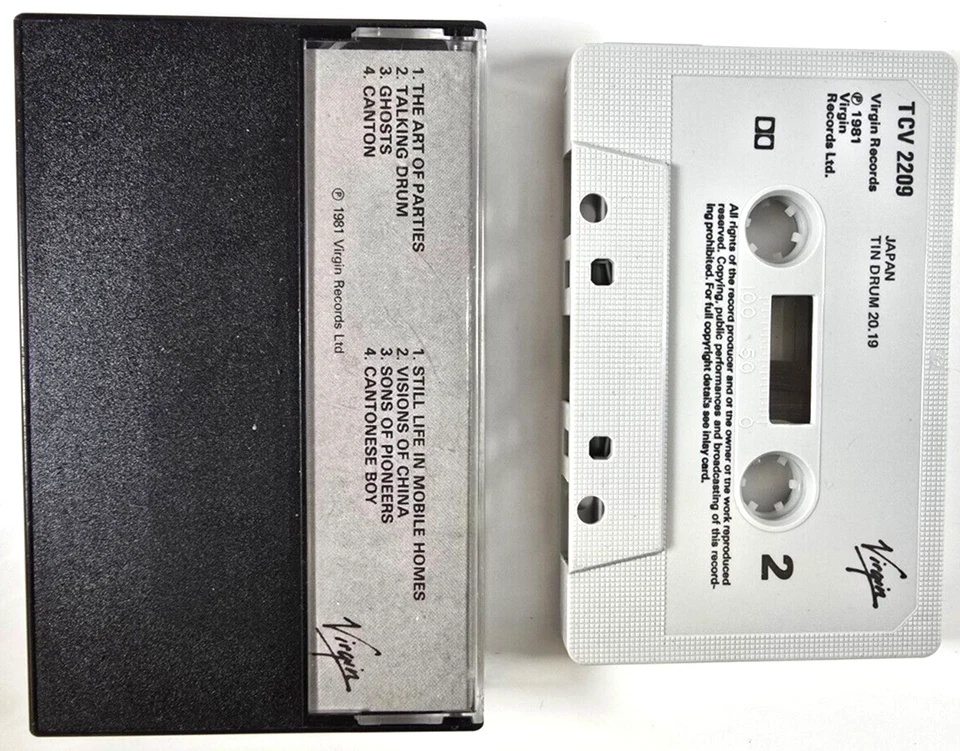 1. THE ART OF PARTIES
2. TALKING DRUM
3. GHOSTS
4. CANTON
℗ 1981 Virgin Records Ltd
1. STILL LIFE IN MOBILE HOMES
2. VISIONS OF CHINA
3. SONS OF PIONEERS
4. CANTONESE BOY
Virgin
TCV 2209
Virgin Records
℗ 1981
Virgin
Records Ltd.
JAPAN
TIN DRUM 20.19
Virgin
2
100 50 0
All rights of the record producer and or the owner of the work reproduced
reserved. Copying, public performances and broadcasting of this record-
ing prohibited. For full copyright details see inlay card.